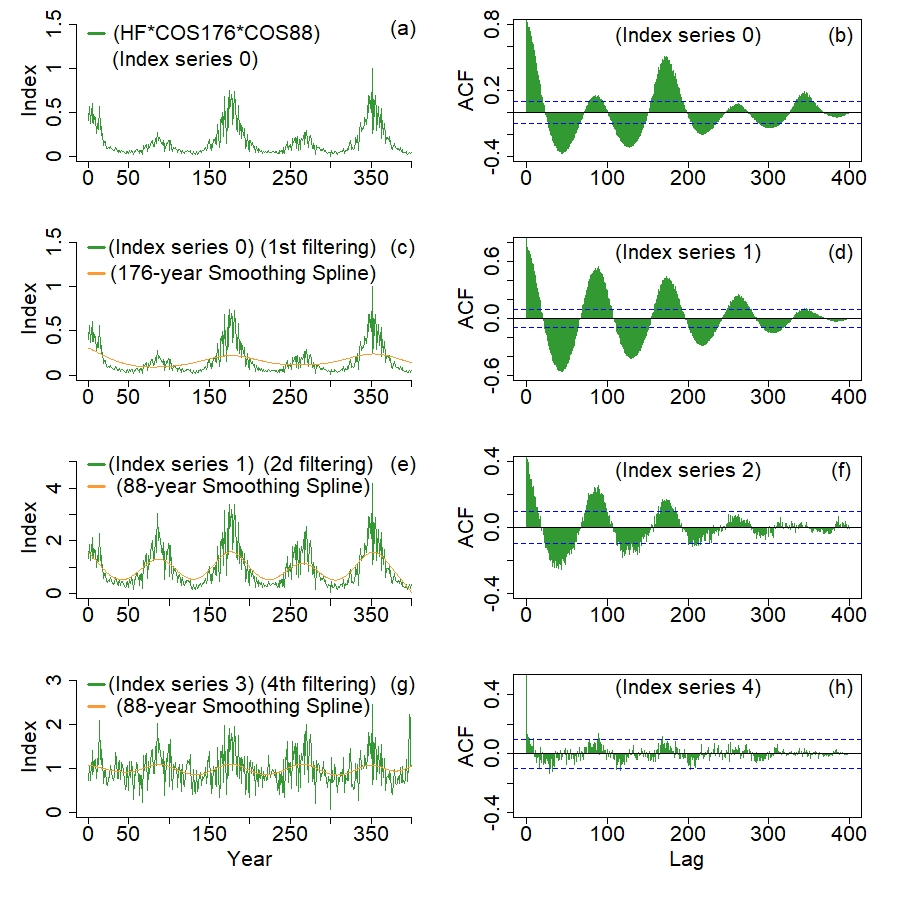 (HF*COS176*COS88)
(Index series 0)
(a)
1.5
1
0.5
0
Index
0 50 150 250 350
(Index series 0) (b)
0.8
0.2
-0.4
ACF
0 100 200 300 400
(Index series 0) (1st filtering) (c)
(176-year Smoothing Spline)
1.5
1
0.5
0
Index
0 50 150 250 350
(Index series 1) (d)
0.6
0.0
-0.6
ACF
0 100 200 300 400
(Index series 1) (2d filtering) (e)
(88-year Smoothing Spline)
4
2
0
Index
0 50 150 250 350
(Index series 2) (f)
0.4
0.0
-0.4
ACF
0 100 200 300 400
(Index series 3) (4th filtering) (g)
(88-year Smoothing Spline)
3
2
1
0
Index
0 50 150 250 350
Year
(Index series 4) (h)
0.4
0.0
-0.4
ACF
0 100 200 300 400
Lag